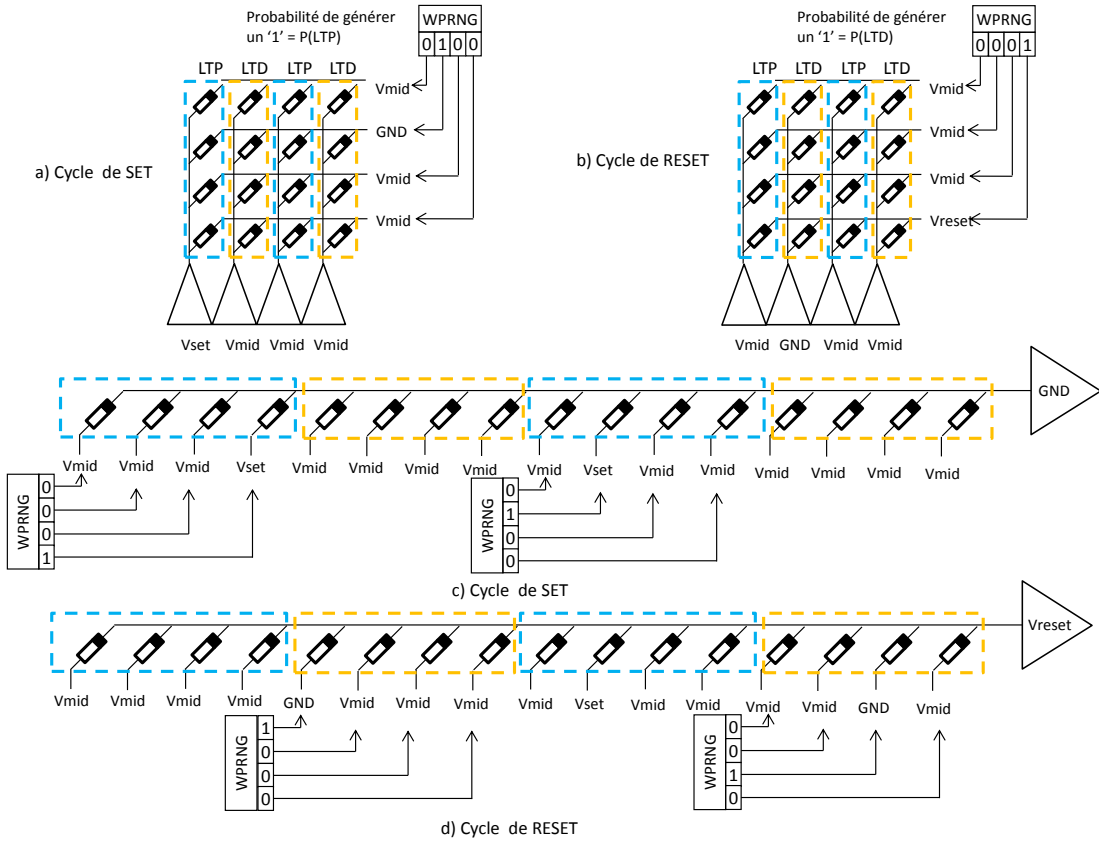 Probabilité de générer
un ‘1’ = P(LTP)
WPRNG
0 1 0 0
LTP LTD LTP LTD
Vmid
GND
Vmid
Vmid
a) Cycle de SET
Vset Vmid Vmid Vmid
Probabilité de générer
un ‘1’ = P(LTD)
WPRNG
0 0 0 1
LTP LTD LTP LTD
Vmid
Vmid
Vmid
Vreset
b) Cycle de RESET
Vmid GND Vmid Vmid
GND
Vmid Vmid Vmid Vset Vmid Vmid Vmid Vmid Vmid Vset Vmid Vmid Vmid Vmid Vmid Vmid
WPRNG
0
0
0
1
WPRNG
0
1
0
0
c) Cycle de SET
Vreset
Vmid Vmid Vmid Vmid GND Vmid Vmid Vmid Vmid Vset Vmid Vmid Vmid Vmid GND Vmid
WPRNG
1
0
0
0
WPRNG
0
0
1
0
d) Cycle de RESET